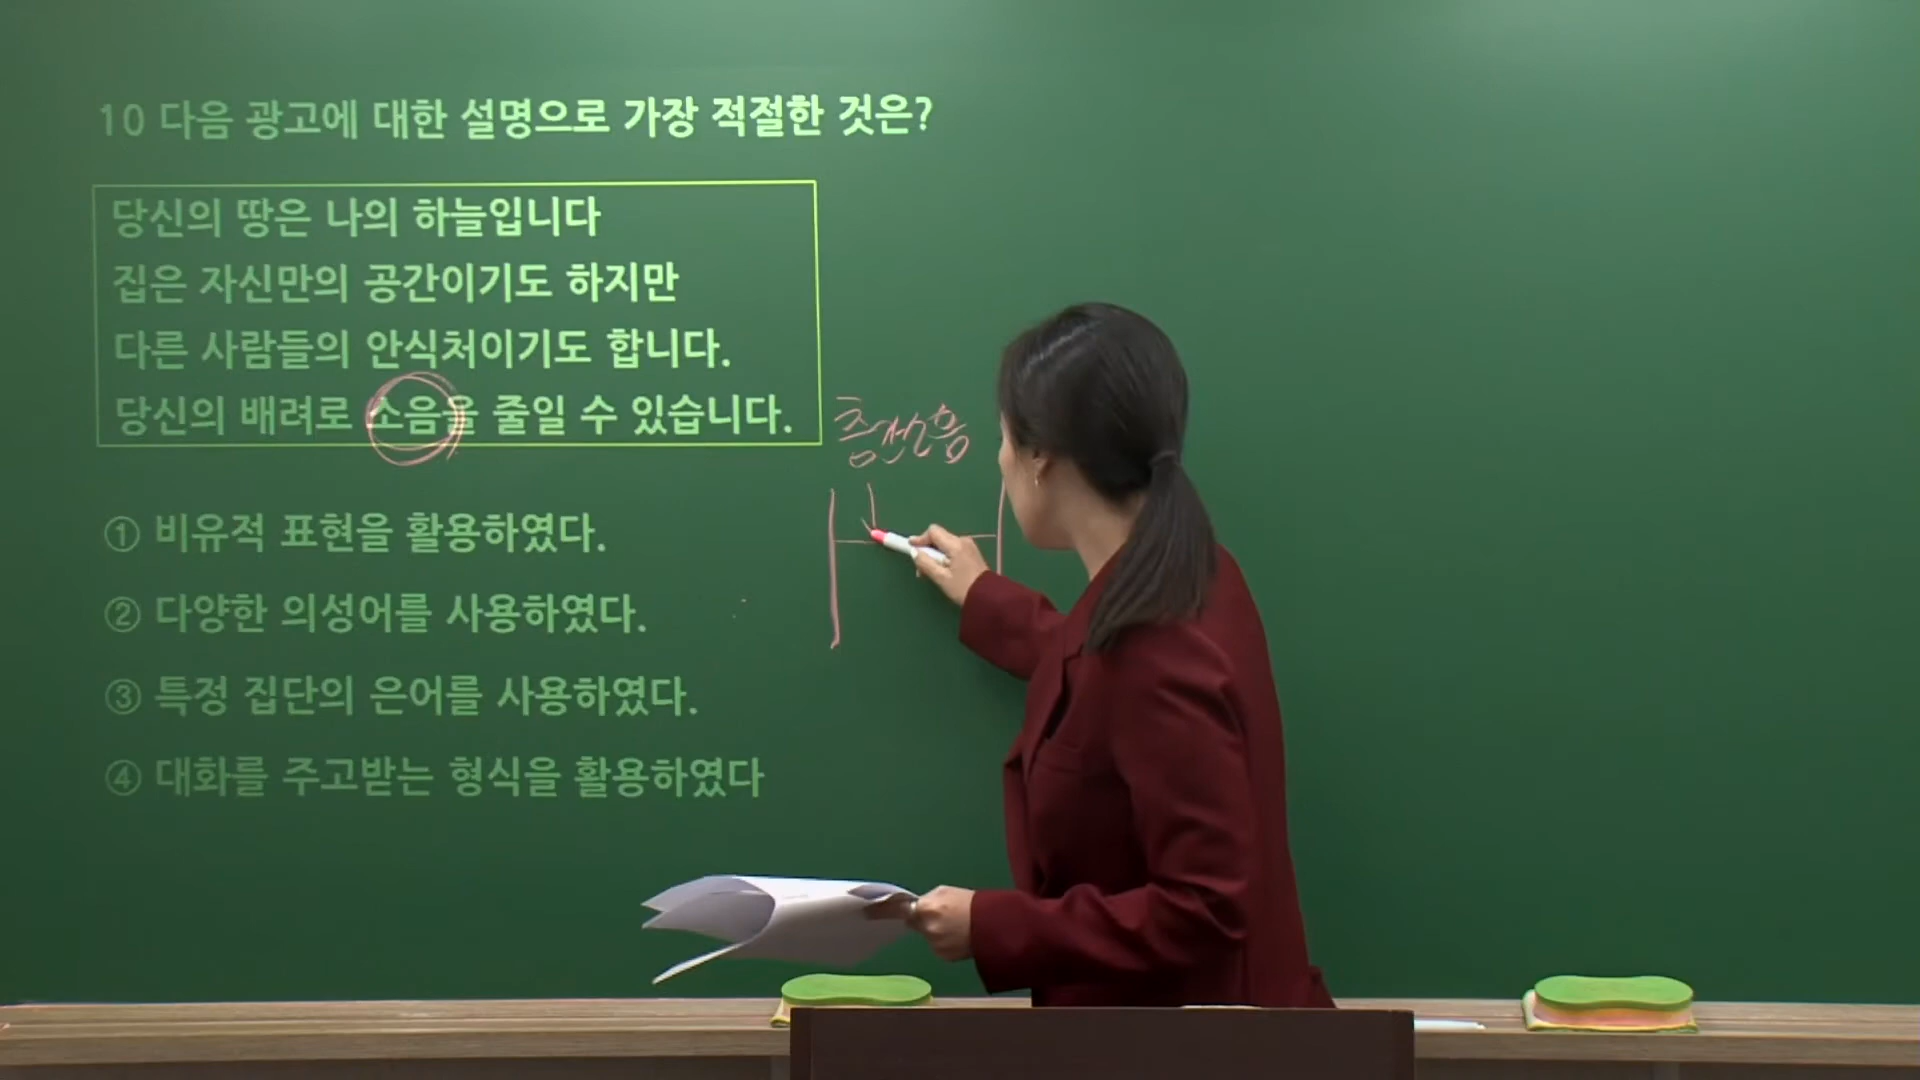 10 다음 광고에 대한 설명으로 가장 적절한 것은?
당신의 땅은 나의 하늘입니다
집은 자신만의 공간이기도 하지만
다른 사람들의 안식처이기도 합니다.
당신의 배려로 소음을 줄일 수 있습니다.
층간소음
① 비유적 표현을 활용하였다.
② 다양한 의성어를 사용하였다.
③ 특정 집단의 은어를 사용하였다.
④ 대화를 주고받는 형식을 활용하였다